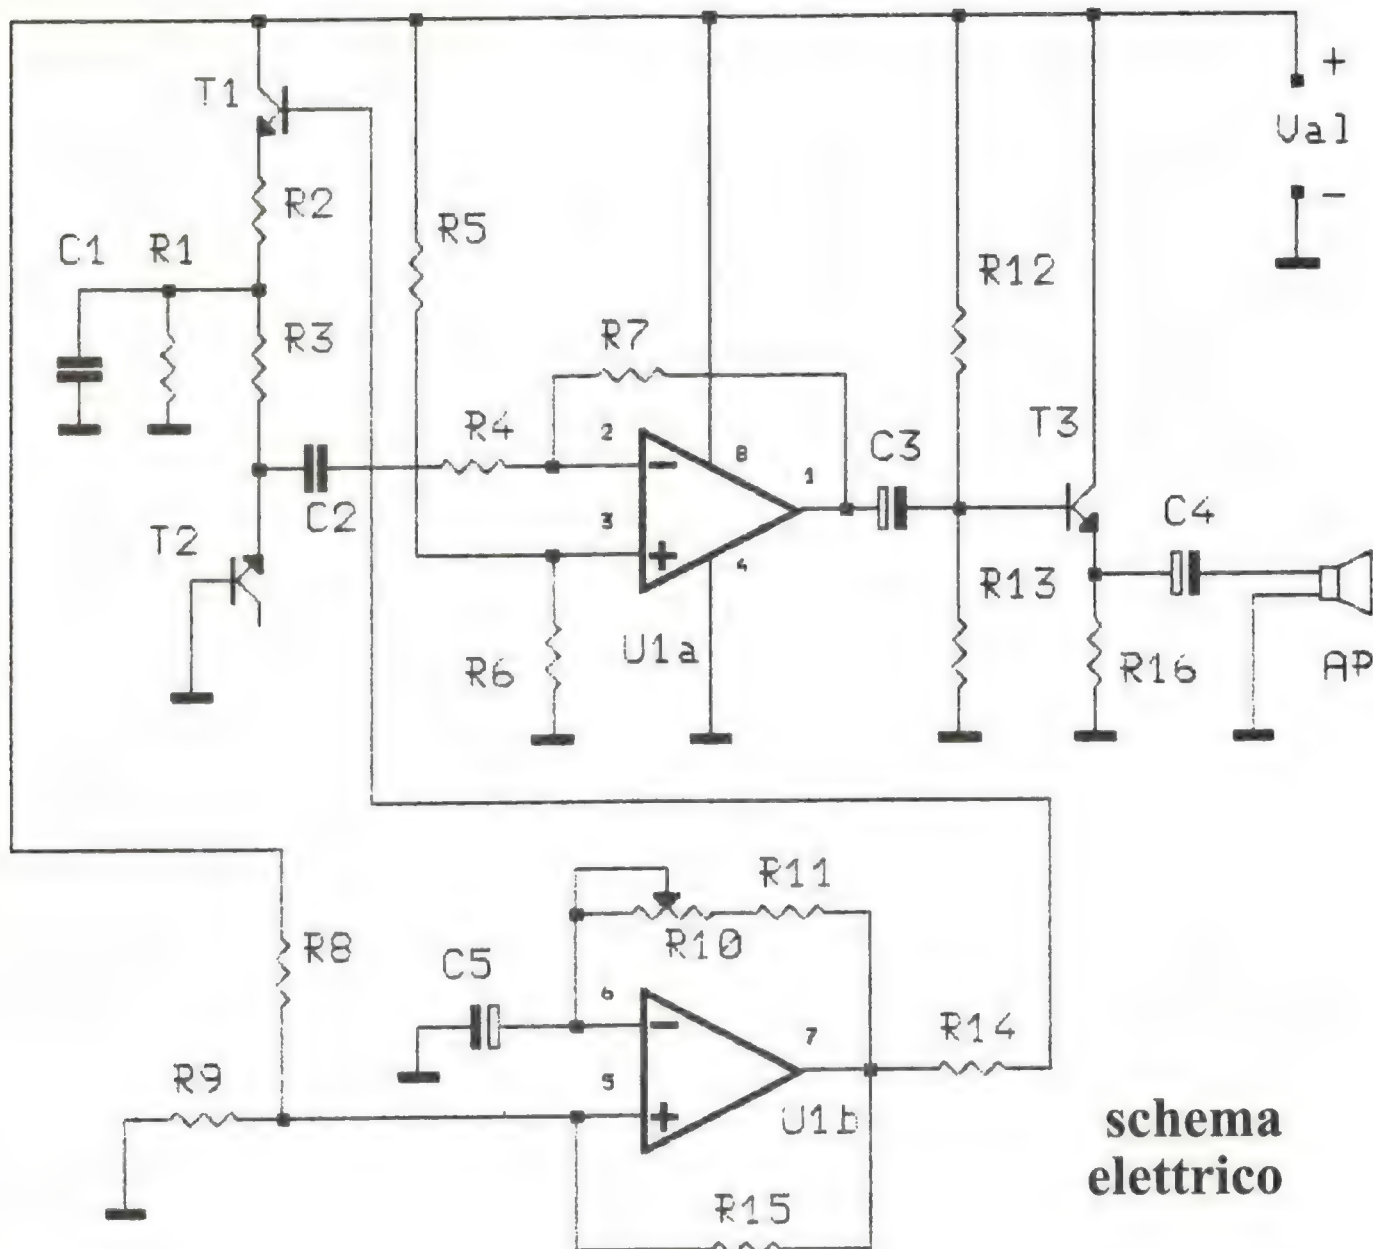 +
T1
Val
R2
-
R5
C1
R1
R12
R3
R7
T3
R4
2
8
C3
1
C2
3
C4
T2
4
R13
U1a
R6
R16
AP
R11
R8
R10
C5
6
7
R14
R9
5
U1b
schema
elettrico
R15